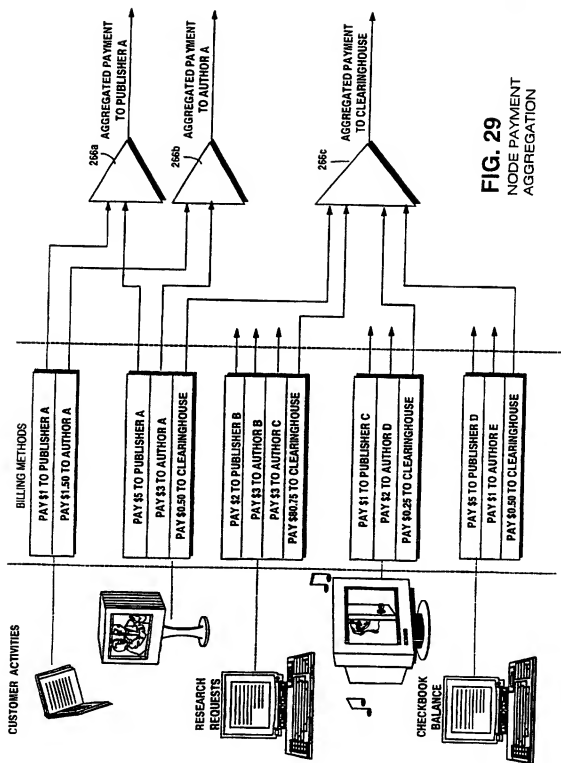 CUSTOMER ACTIVITIES
BILLING METHODS
PAY $1 TO PUBLISHER A
PAY $1.50 TO AUTHOR A
PAY $5 TO PUBLISHER A
PAY $3 TO AUTHOR A
PAY $0.50 TO CLEARINGHOUSE
RESEARCH
REQUESTS
PAY $2 TO PUBLISHER B
PAY $3 TO AUTHOR B
PAY $3 TO AUTHOR C
PAY $80.75 TO CLEARINGHOUSE
PAY $1 TO PUBLISHER C
PAY $2 TO AUTHOR D
PAY $0.25 TO CLEARINGHOUSE
CHECKBOOK
BALANCE
PAY $5 TO PUBLISHER D
PAY $1 TO AUTHOR E
PAY $0.50 TO CLEARINGHOUSE
266a
AGGREGATED PAYMENT
TO PUBLISHER A
266b
AGGREGATED PAYMENT
TO AUTHOR A
266c
AGGREGATED PAYMENT
TO CLEARINGHOUSE
FIG. 29
NODE PAYMENT
AGGREGATION